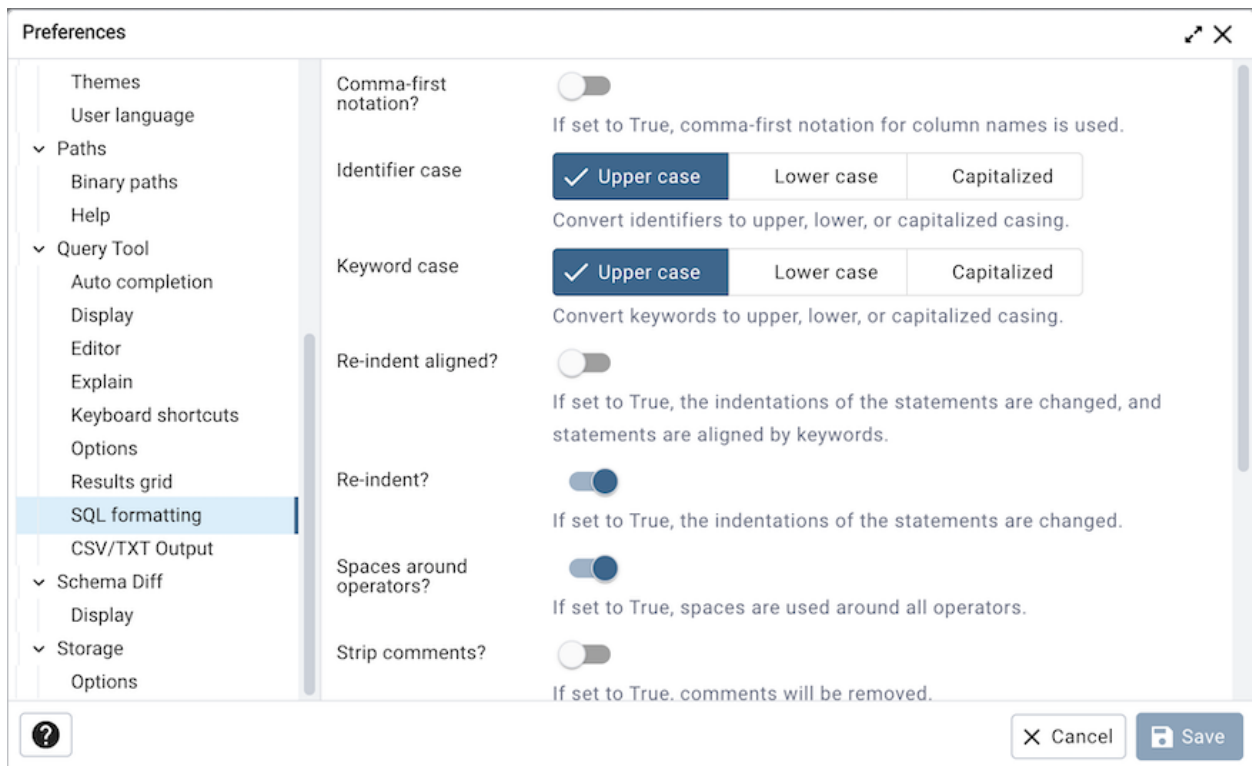 Preferences
Themes
User language
Paths
Binary paths
Help
Query Tool
Auto completion
Display
Editor
Explain
Keyboard shortcuts
Options
Results grid
SQL formatting
CSV/TXT Output
Schema Diff
Display
Storage
Options
Comma-first
notation?
If set to True, comma-first notation for column names is used.
Identifier case
Upper case Lower case Capitalized
Convert identifiers to upper, lower, or capitalized casing.
Keyword case
Upper case Lower case Capitalized
Convert keywords to upper, lower, or capitalized casing.
Re-indent aligned?
If set to True, the indentations of the statements are changed, and
statements are aligned by keywords.
Re-indent?
If set to True, the indentations of the statements are changed.
Spaces around
operators?
If set to True, spaces are used around all operators.
Strip comments?
If set to True, comments will be removed.
? Cancel Save